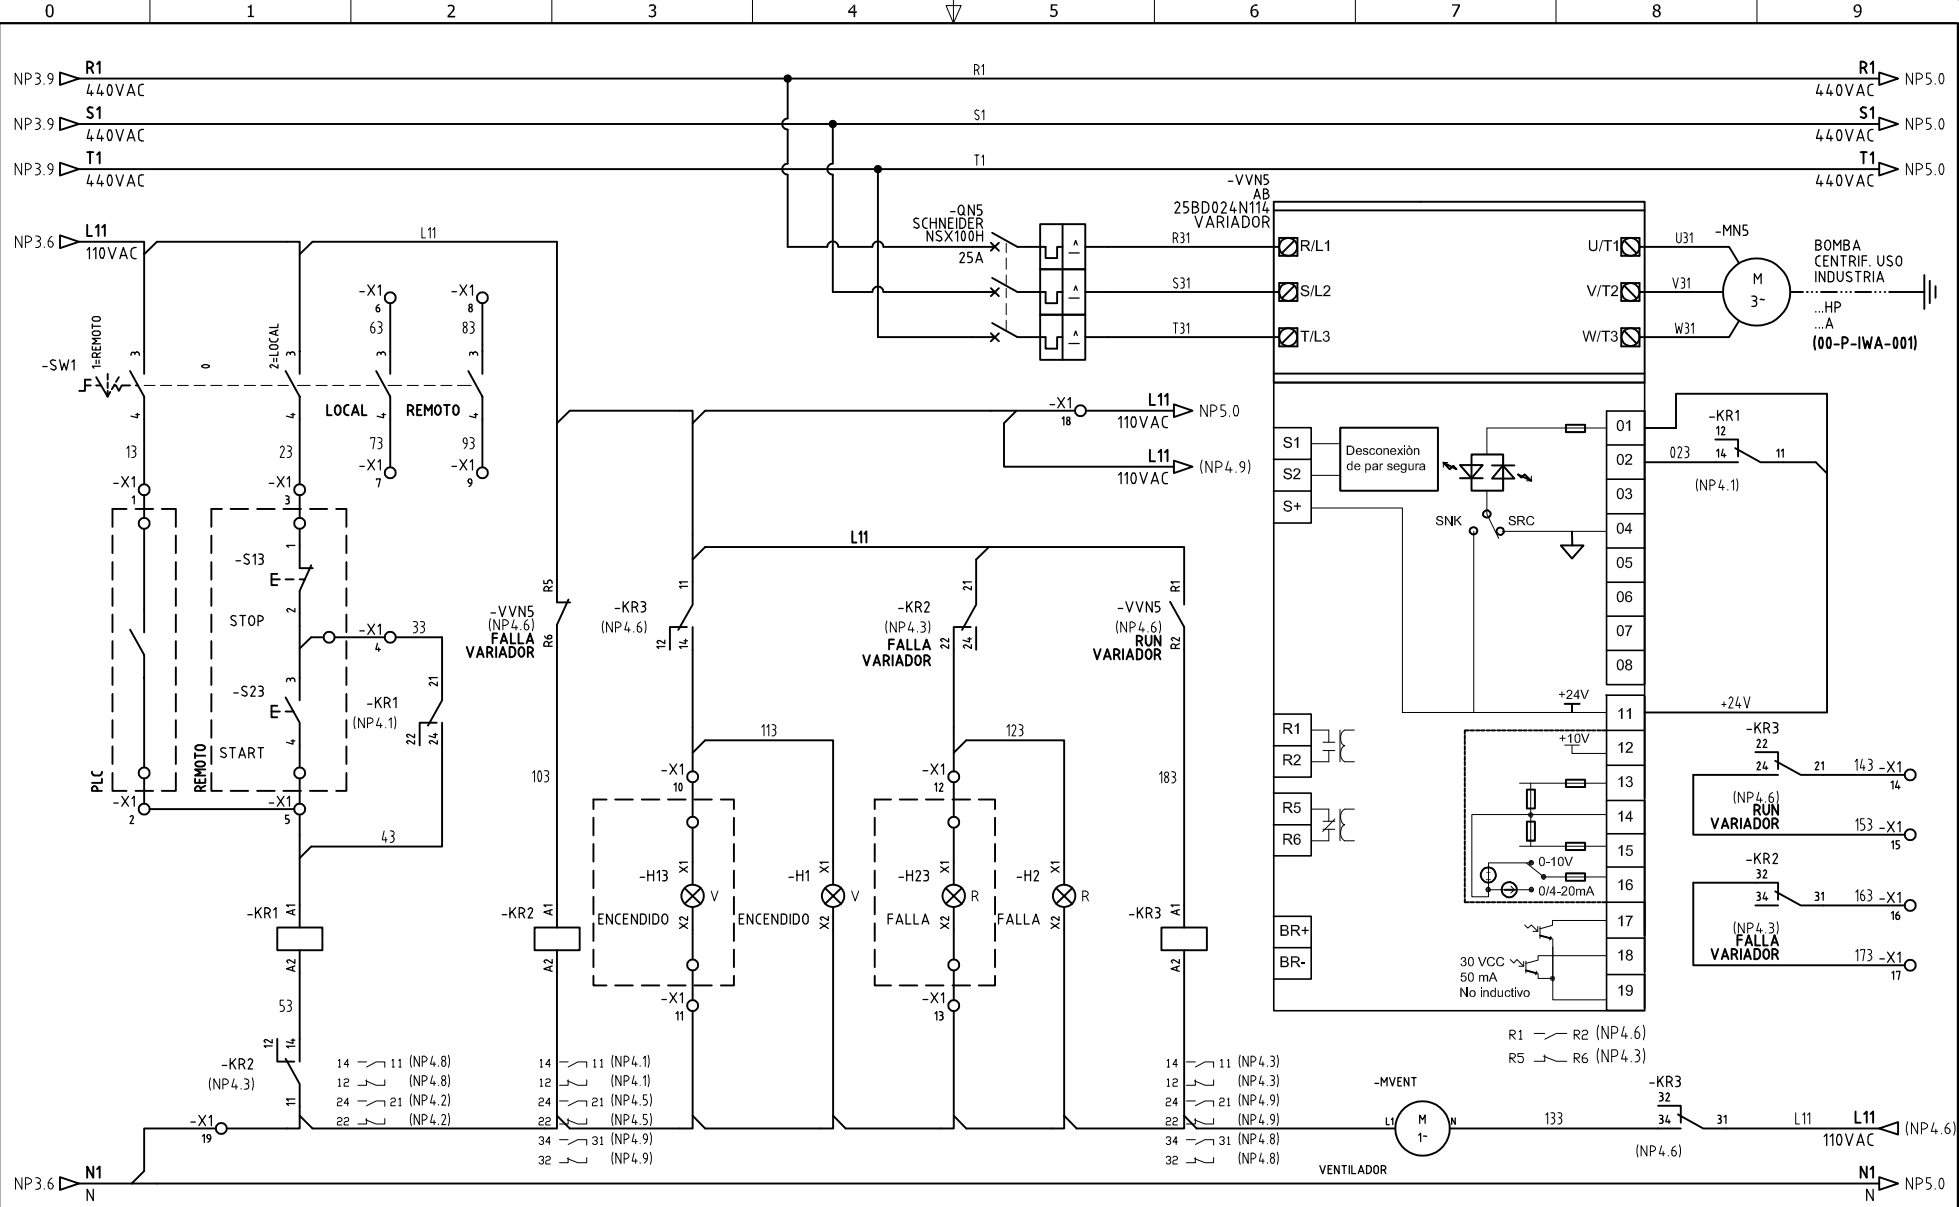 0 1 2 3 4 5 6 7 8 9
NP3.9 R1 R1 R1 NP5.0
440VAC 440VAC
NP3.9 S1 S1 S1 NP5.0
440VAC 440VAC
NP3.9 T1 T1 T1 NP5.0
440VAC 440VAC
-VVN5
AB
25BD024N114
VARIADOR
-QN5
SCHNEIDER
NSX100H
25A
NP3.6 L11 L11
110VAC
R31 R/L1 U/T1 U31
S31 S/L2 V/T2 V31
T31 T/L3 W/T3 W31
-MN5
M
3~
BOMBA
CENTRIF. USO
INDUSTRIA
...HP
...A
(00-P-IWA-001)
-X1 -X1
6 8
63 83
-SW1
1=REMOTO
0
2=LOCAL
3 3 3 3
4 4 4 4
LOCAL REMOTO
13 23 73 93
-X1 -X1
7 9
-X1 -X1
1 3
-X1 L11 NP5.0
18 110VAC
L11 (NP4.9)
110VAC
S1
S2
S+
Desconexiòn
de par segura
SNK SRC
01
02
03
04
05
06
07
08
-KR1
12
023 14 11
(NP4.1)
L11
1
-S13
E
2
STOP
-X1 33
4
3
-S23
E
4
START
PLC
REMOTO
21
-KR1
(NP4.1)
22 24
-X1 -X1
2 5
43
R5
-VVN5
(NP4.6)
FALLA
VARIADOR
R6
11
-KR3
(NP4.6)
12 14
21
-KR2
(NP4.3)
FALLA
VARIADOR
22 24
R1
-VVN5
(NP4.6)
RUN
VARIADOR
R2
103 113 123 183
-X1 -X1
10 12
X1 X1 X1 X1
-H13 V -H1 V -H23 R -H2 R
ENCENDIDO ENCENDIDO FALLA FALLA
X2 X2 X2 X2
-X1 -X1
11 13
R1
R2
R5
R6
BR+
BR-
+24V
+10V
0-10V
0/4-20mA
30 VCC
50 mA
No inductivo
11
12
13
14
15
16
17
18
19
+24V
-KR3
22
24 21 143 -X1
14
(NP4.6)
RUN
VARIADOR
153 -X1
15
-KR2
32
34 31 163 -X1
16
(NP4.3)
FALLA
VARIADOR
173 -X1
17
-KR1 A1 -KR2 A1 -KR3 A1
A2 A2 A2
53
12 14
-KR2
(NP4.3)
11
14 11 (NP4.8)
12 (NP4.8)
24 21 (NP4.2)
22 (NP4.2)
14 11 (NP4.1)
12 (NP4.1)
24 21 (NP4.5)
22 (NP4.5)
34 31 (NP4.9)
32 (NP4.9)
14 11 (NP4.3)
12 (NP4.3)
24 21 (NP4.9)
22 (NP4.9)
34 31 (NP4.8)
32 (NP4.8)
R1 R2 (NP4.6)
R5 R6 (NP4.3)
-MVENT
L1 M N
1~
VENTILADOR
133
-KR3
32
34 31
(NP4.6)
L11 L11 (NP4.6)
110VAC
-X1
19
NP3.6 N1 N1 NP5.0
N N